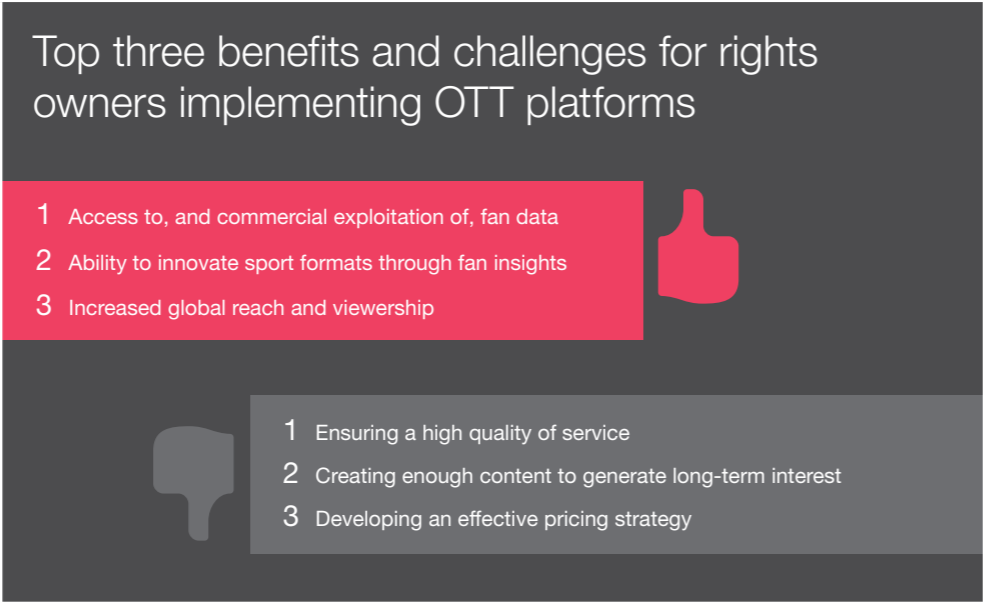 Top three benefits and challenges for rights
owners implementing OTT platforms
1 Access to, and commercial exploitation of, fan data
2 Ability to innovate sport formats through fan insights
3 Increased global reach and viewership
1 Ensuring a high quality of service
2 Creating enough content to generate long-term interest
3 Developing an effective pricing strategy